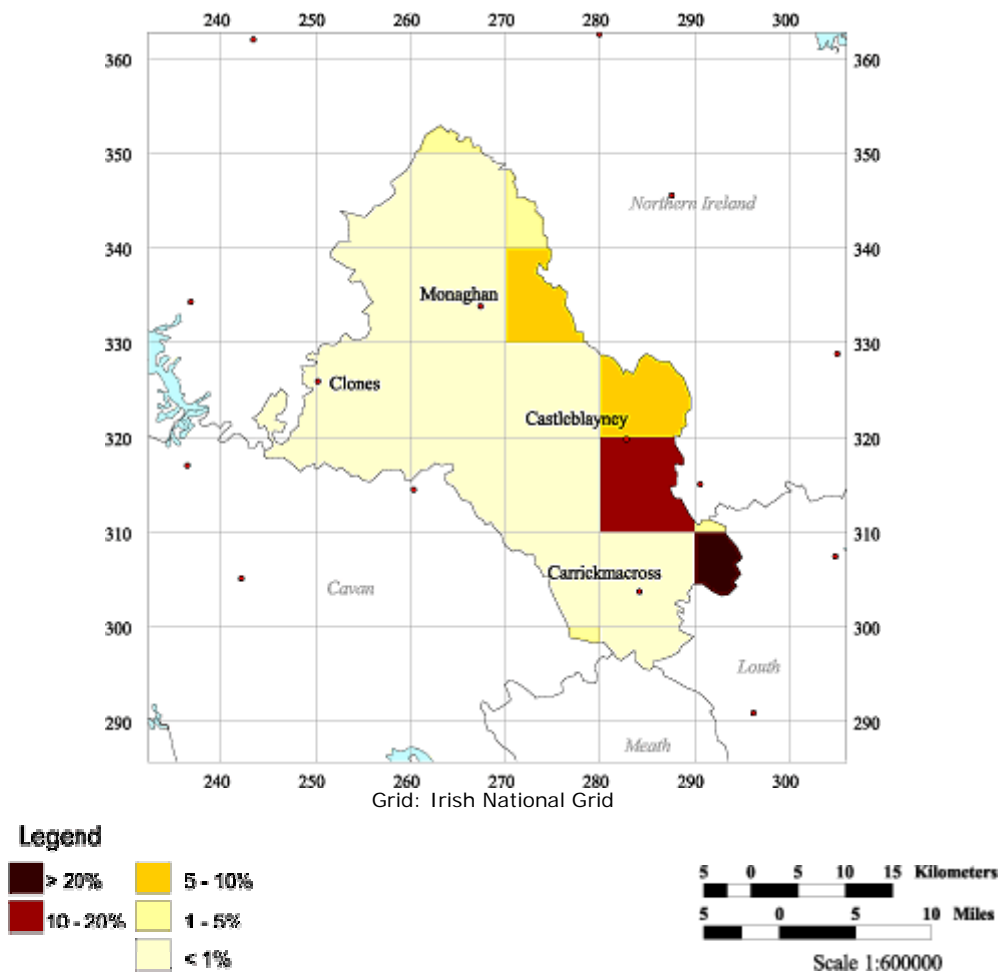 240 250 260 270 280 290 300
360 360
350 350
Northern Ireland
340 340
Monaghan
330 330
Clones
Castleblayney
320 320
310 310
Carrickmacross
Cavan
300 300
Louth
290 290
Meath
240 250 260 270 280 290 300
Grid: Irish National Grid
Legend
> 20% 5 - 10%
10 - 20% 1 - 5%
< 1%
5 0 5 10 15 Kilometers
5 0 5 10 Miles
Scale 1:600000